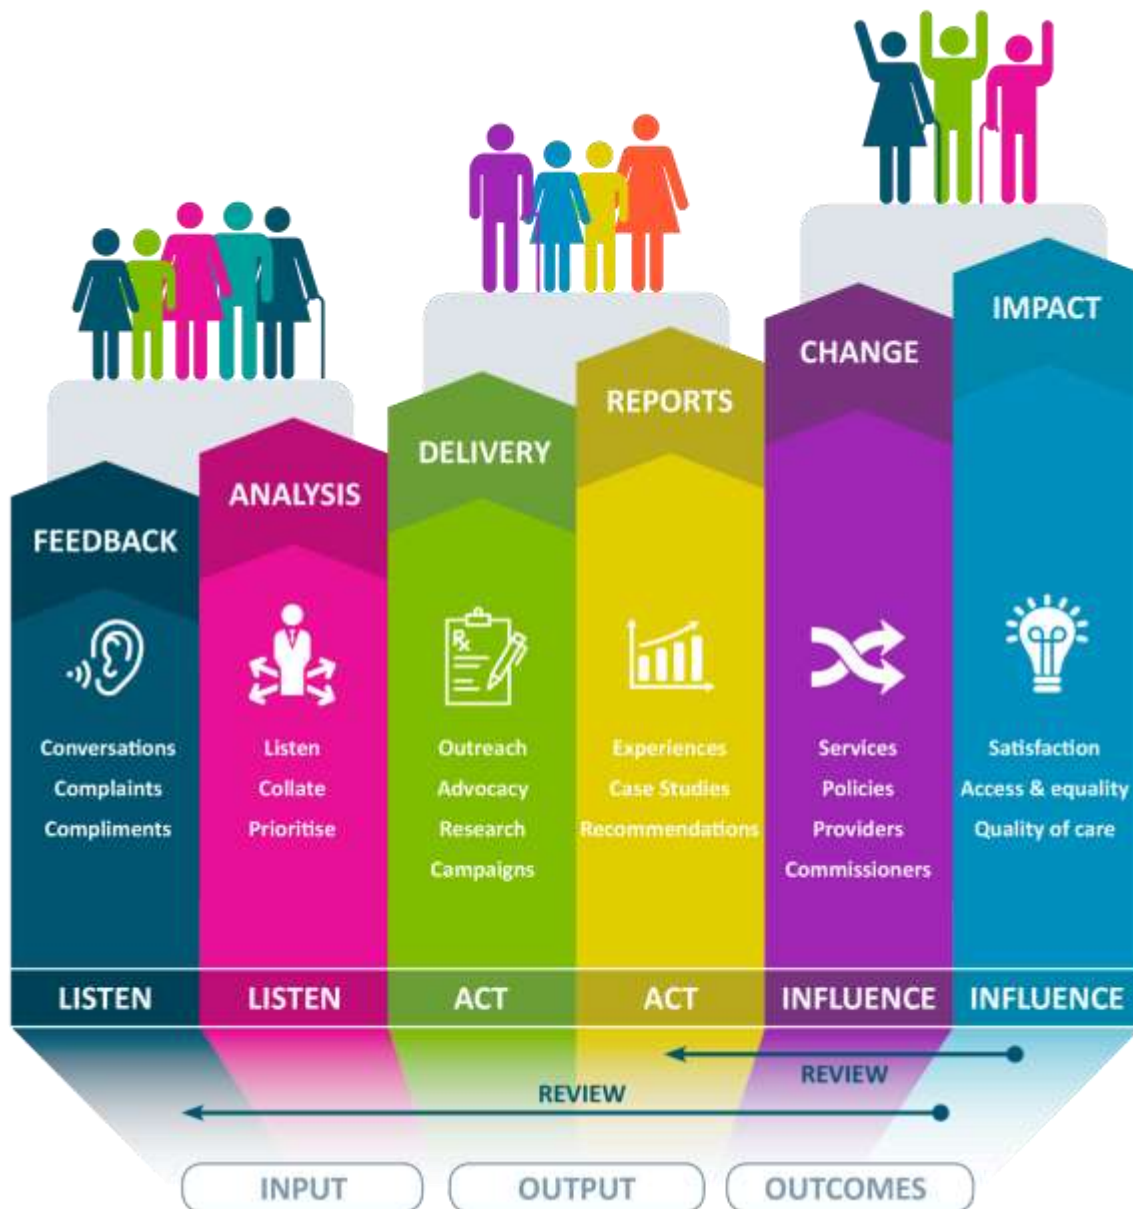 IMPACT
CHANGE
REPORTS
DELIVERY
ANALYSIS
FEEDBACK
Rx
Conversations
Complaints
Compliments
Listen
Collate
Prioritise
Outreach
Advocacy
Research
Campaigns
Experiences
Case Studies
Recommendations
Services
Policies
Providers
Commissioners
Satisfaction
Access & equality
Quality of care
LISTEN
LISTEN
ACT
ACT
INFLUENCE
INFLUENCE
REVIEW
REVIEW
INPUT
OUTPUT
OUTCOMES